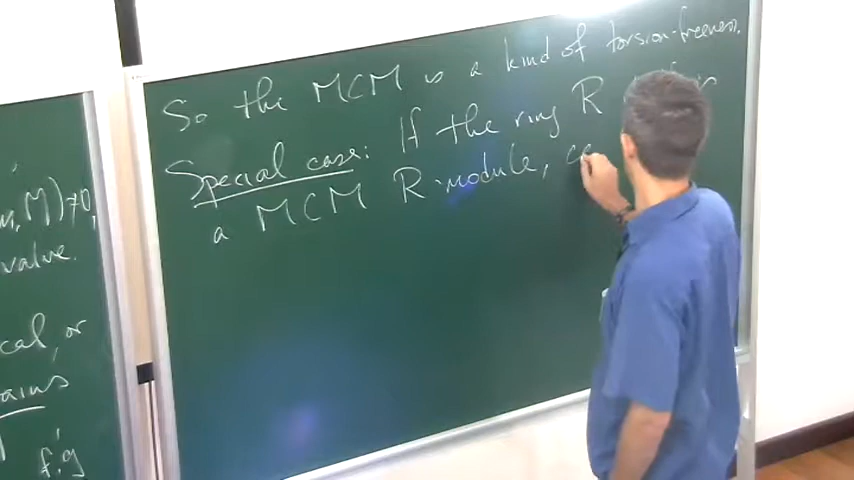 M)≠0,
value.
cal, or
ains
f.g
So the MCM is a kind of torsion-freeness.
Special case: If the ring R
a MCM R-module,